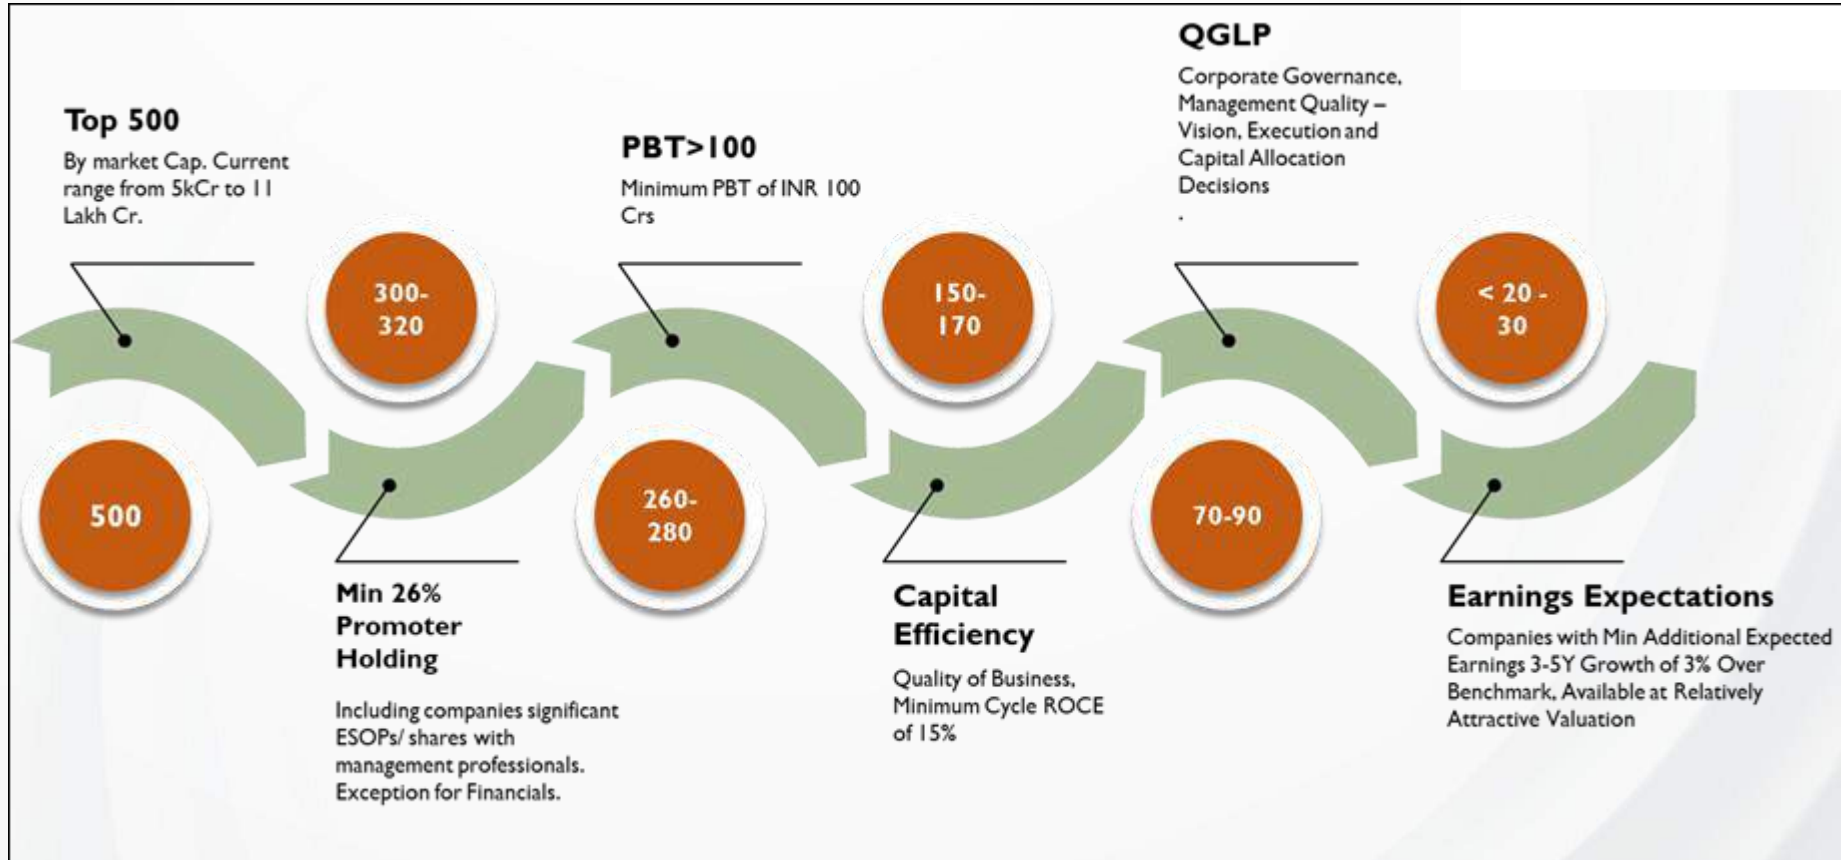 Top 500
By market Cap. Current
range from 5kCr to 11
Lakh Cr.
500
300-
320
Min 26%
Promoter
Holding
Including companies significant
ESOPs/ shares with
management professionals.
Exception for Financials.
PBT>100
Minimum PBT of INR 100
Crs
260-
280
150-
170
Capital
Efficiency
Quality of Business,
Minimum Cycle ROCE
of 15%
QGLP
Corporate Governance,
Management Quality –
Vision, Execution and
Capital Allocation
Decisions
.
70-90
< 20 -
30
Earnings Expectations
Companies with Min Additional Expected
Earnings 3-5Y Growth of 3% Over
Benchmark, Available at Relatively
Attractive Valuation